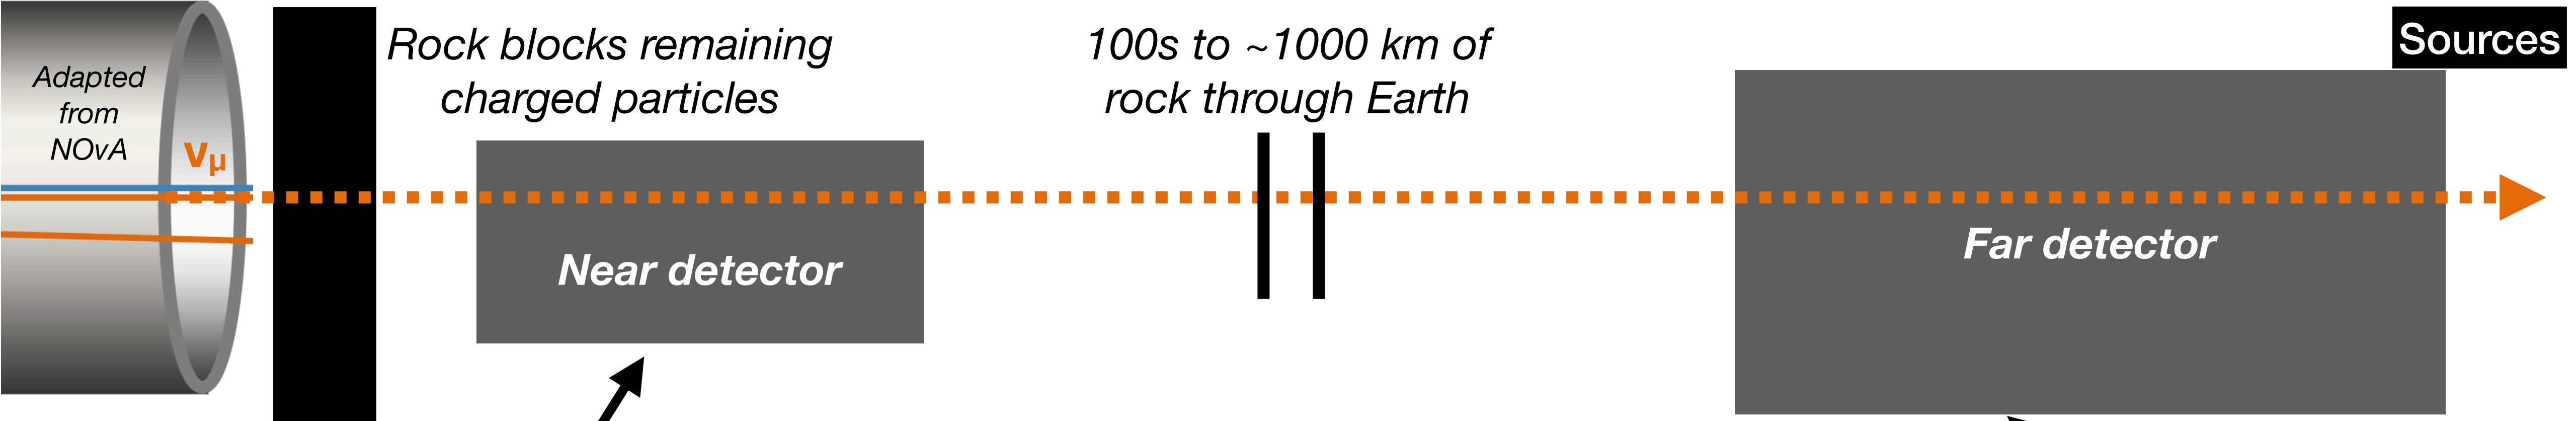 Adapted
from
NOvA
νμ
Rock blocks remaining
charged particles
Near detector
100s to ~1000 km of
rock through Earth
Far detector
Sources